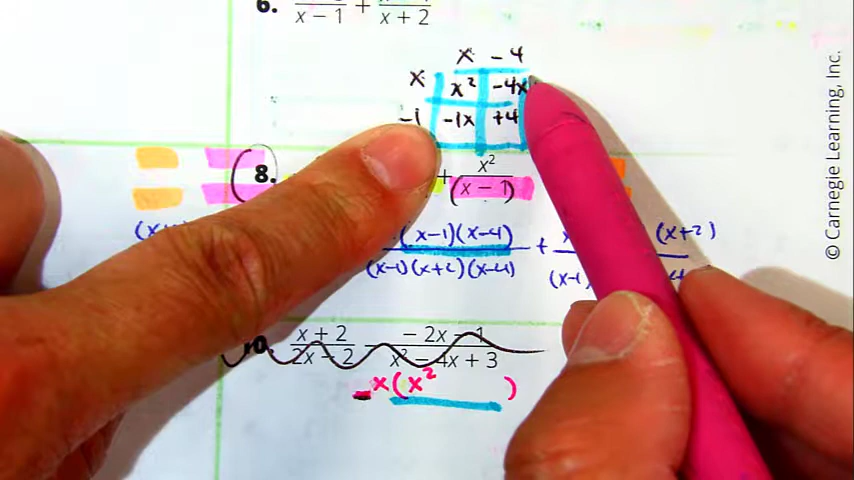 6. x - 1 + x + 2
x - 4
x x² -4x
-1 -1x +4
8. + x² / (x - 1)
(x-1)(x-4) + (x+2)
(x-1)(x+2)(x-4) (x-1)
10. x + 2 / 2x - 2 - -2x - 1 / x² - 4x + 3
-x(x² )
© Carnegie Learning, Inc.